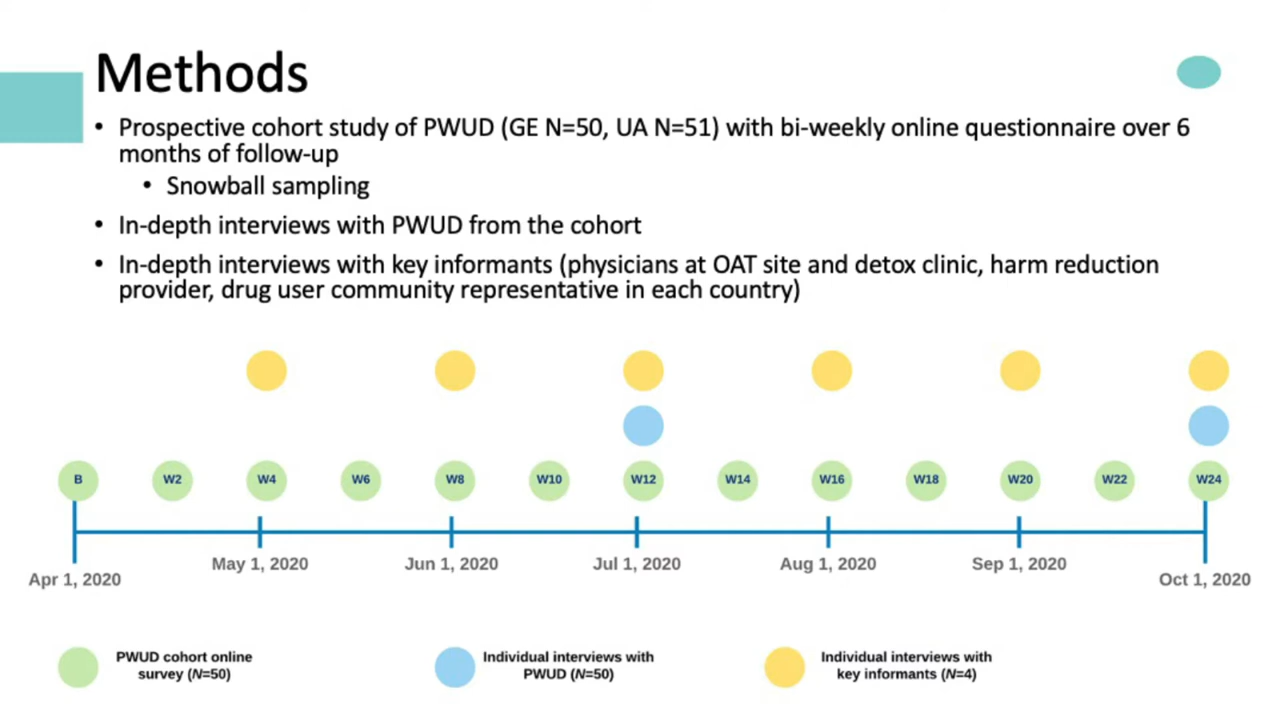 Methods
• Prospective cohort study of PWUD (GE N=50, UA N=51) with bi-weekly online questionnaire over 6
months of follow-up
• Snowball sampling
• In-depth interviews with PWUD from the cohort
• In-depth interviews with key informants (physicians at OAT site and detox clinic, harm reduction
provider, drug user community representative in each country)
B W2 W4 W6 W8 W10 W12 W14 W16 W18 W20 W22 W24
Apr 1, 2020 May 1, 2020 Jun 1, 2020 Jul 1, 2020 Aug 1, 2020 Sep 1, 2020 Oct 1, 2020
PWUD cohort online
survey (N=50)
Individual interviews with
PWUD (N=50)
Individual interviews with
key informants (N=4)